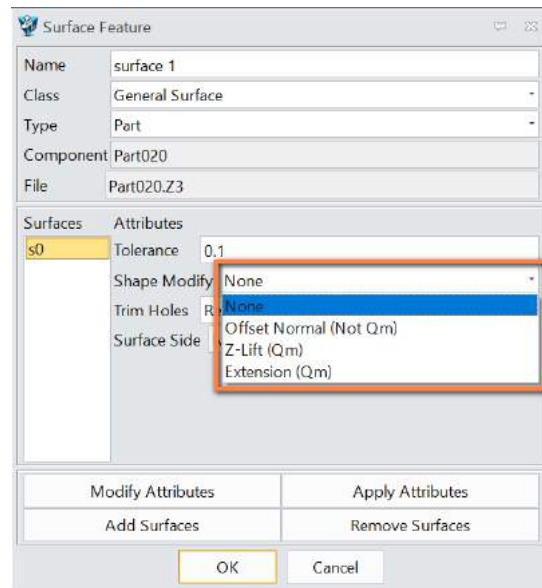 Surface Feature
Name surface 1
Class General Surface
Type Part
Component Part020
File Part020.Z3
Surfaces Attributes
s0 Tolerance 0.1
Shape Modify None
Trim Holes None
Surface Side Offset Normal (Not Qm)
Z-Lift (Qm)
Extension (Qm)
Modify Attributes Apply Attributes
Add Surfaces Remove Surfaces
OK Cancel